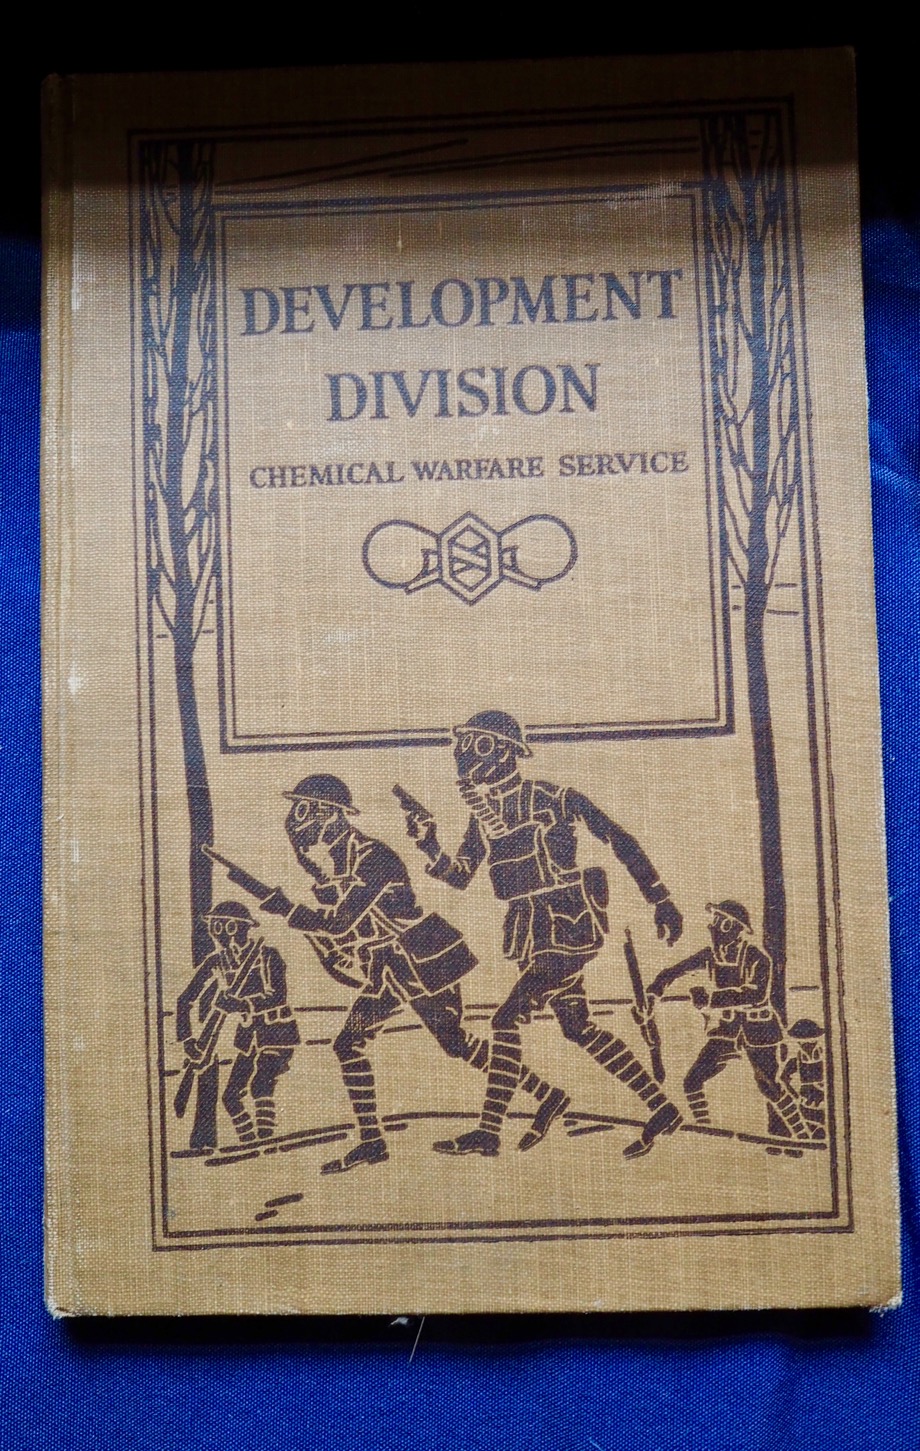 DEVELOPMENT
DIVISION
CHEMICAL WARFARE SERVICE